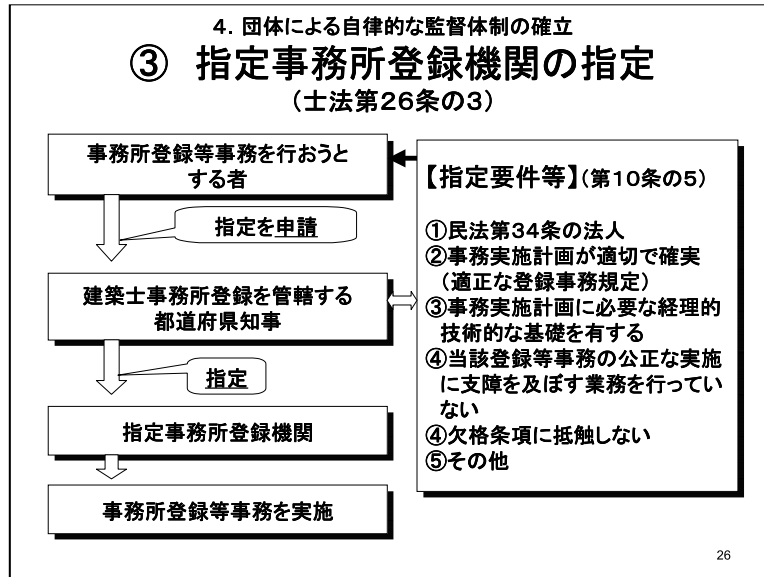 ４．団体による自律的な監督体制の確立
③　指定事務所登録機関の指定
（士法第２６条の３）
事務所登録等事務を行おうと
する者
指定を申請
建築士事務所登録を管轄する
都道府県知事
指定
指定事務所登録機関
事務所登録等事務を実施
【指定要件等】（第１０条の５）
①民法第３４条の法人
②事務実施計画が適切で確実
（適正な登録事務規定）
③事務実施計画に必要な経理的
技術的な基礎を有する
④当該登録等事務の公正な実施
に支障を及ぼす業務を行ってい
ない
④欠格条項に抵触しない
⑤その他
26